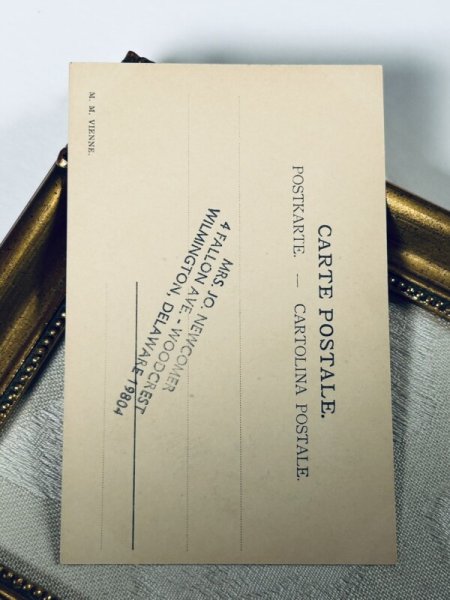 CARTE POSTALE.
POSTKARTE. — CARTOLINA POSTALE.
MRS. JO. NEWCOMER
4 FALLON AVE. - WOODCREST
WILMINGTON, DELAWARE 19804
M. M. VIENNE.